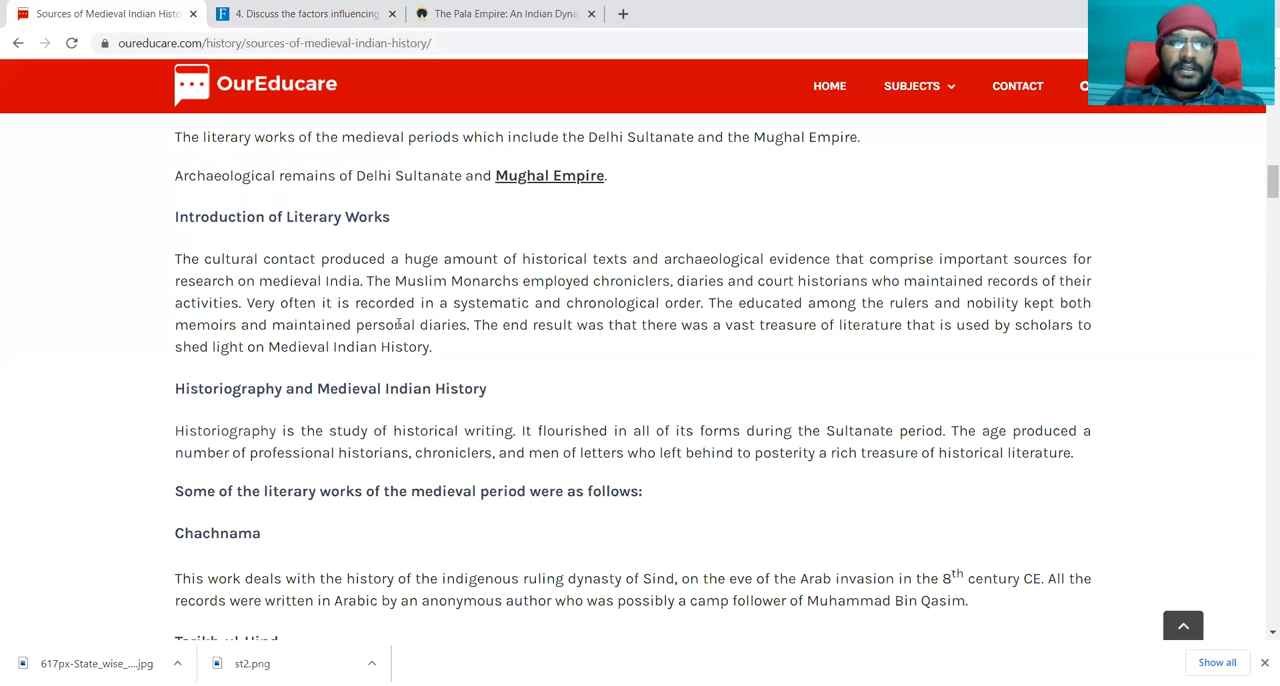 Sources of Medieval Indian Histo
4. Discuss the factors influencing
The Pala Empire: An Indian Dyna
oureducare.com/history/sources-of-medieval-indian-history/
OurEducare
HOME
SUBJECTS
CONTACT
The literary works of the medieval periods which include the Delhi Sultanate and the Mughal Empire.
Archaeological remains of Delhi Sultanate and Mughal Empire.
Introduction of Literary Works
The cultural contact produced a huge amount of historical texts and archaeological evidence that comprise important sources for
research on medieval India. The Muslim Monarchs employed chroniclers, diaries and court historians who maintained records of their
activities. Very often it is recorded in a systematic and chronological order. The educated among the rulers and nobility kept both
memoirs and maintained personal diaries. The end result was that there was a vast treasure of literature that is used by scholars to
shed light on Medieval Indian History.
Historiography and Medieval Indian History
Historiography is the study of historical writing. It flourished in all of its forms during the Sultanate period. The age produced a
number of professional historians, chroniclers, and men of letters who left behind to posterity a rich treasure of historical literature.
Some of the literary works of the medieval period were as follows:
Chachnama
This work deals with the history of the indigenous ruling dynasty of Sind, on the eve of the Arab invasion in the 8th century CE. All the
records were written in Arabic by an anonymous author who was possibly a camp follower of Muhammad Bin Qasim.
Tarikh-ul-Hind
617px-State_wise_....jpg
st2.png
Show all